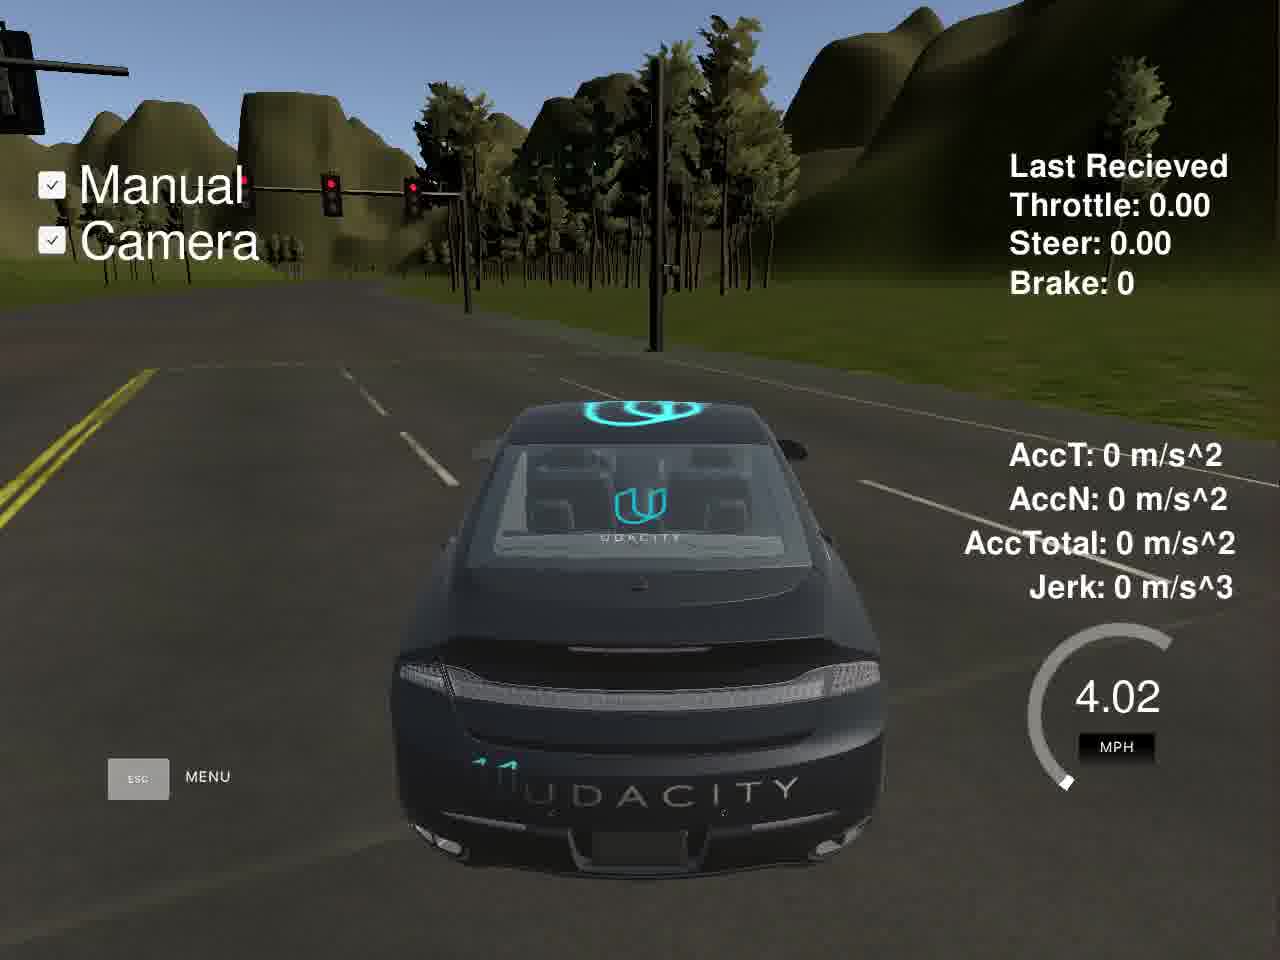 Manual
Camera
Last Recieved
Throttle: 0.00
Steer: 0.00
Brake: 0
AccT: 0 m/s^2
AccN: 0 m/s^2
AccTotal: 0 m/s^2
Jerk: 0 m/s^3
UDACITY
4.02
MPH
ESC MENU
UDACITY